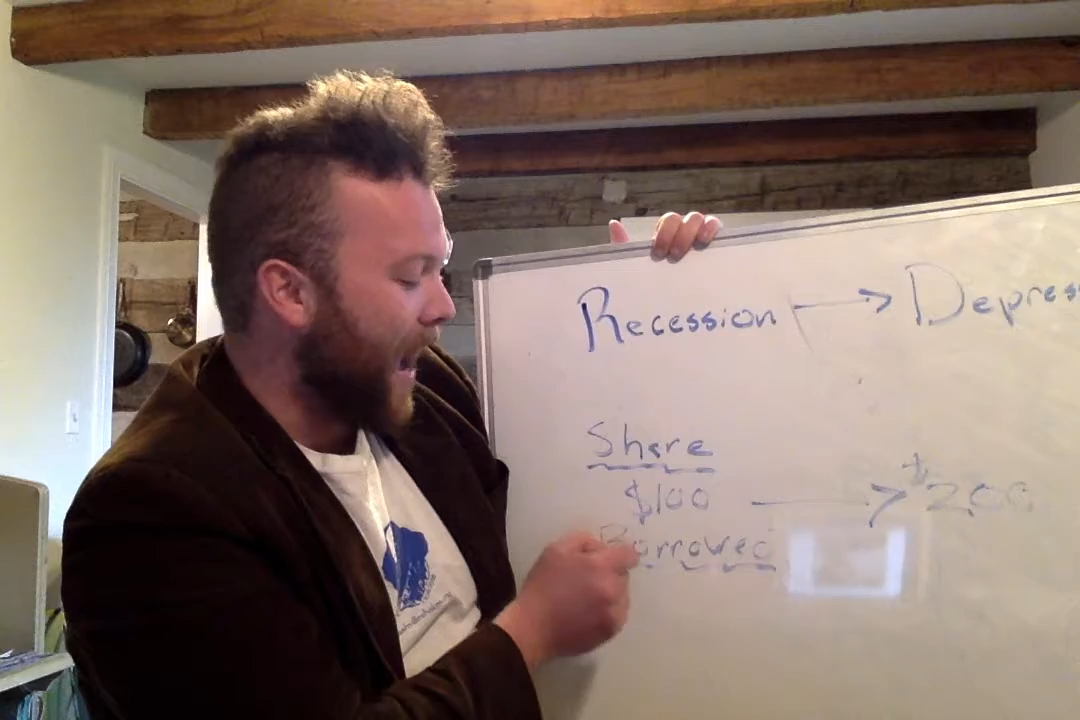 Recession → Depres
Share
$100 → $200
Borrowed